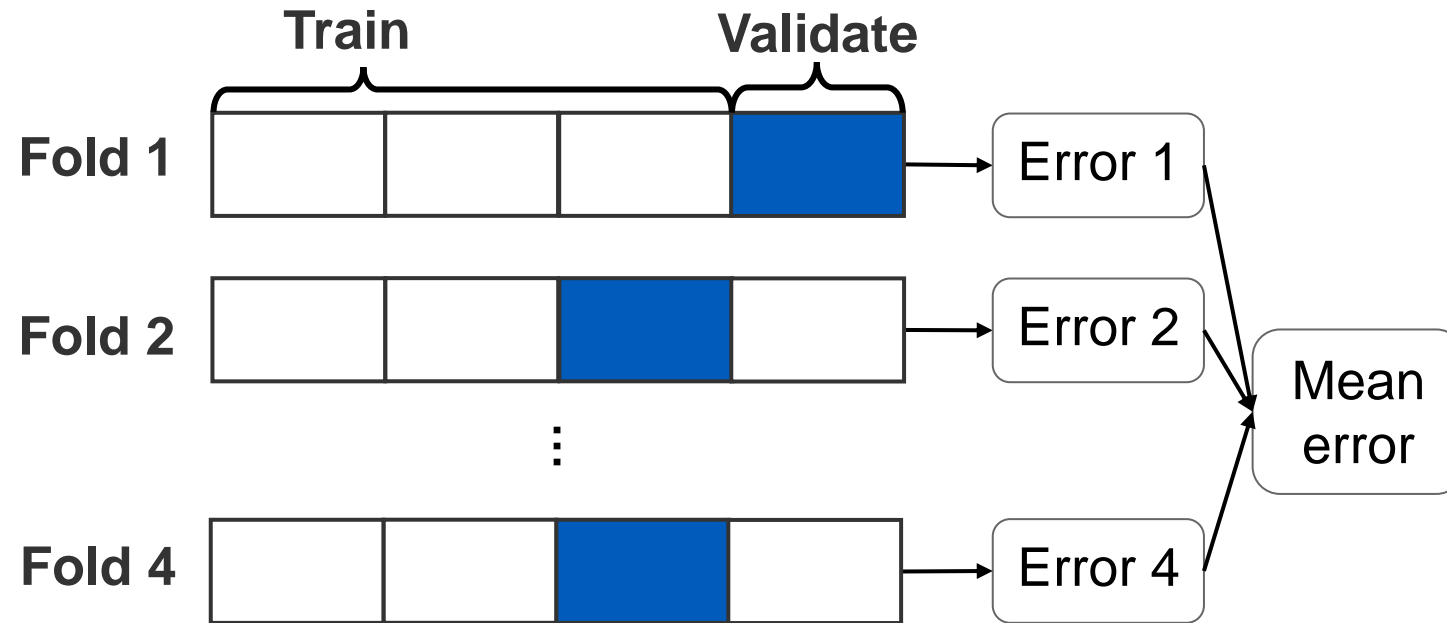 Train
Validate
Fold 1
Error 1
Fold 2
Error 2
Mean
error
⋮
Fold 4
Error 4